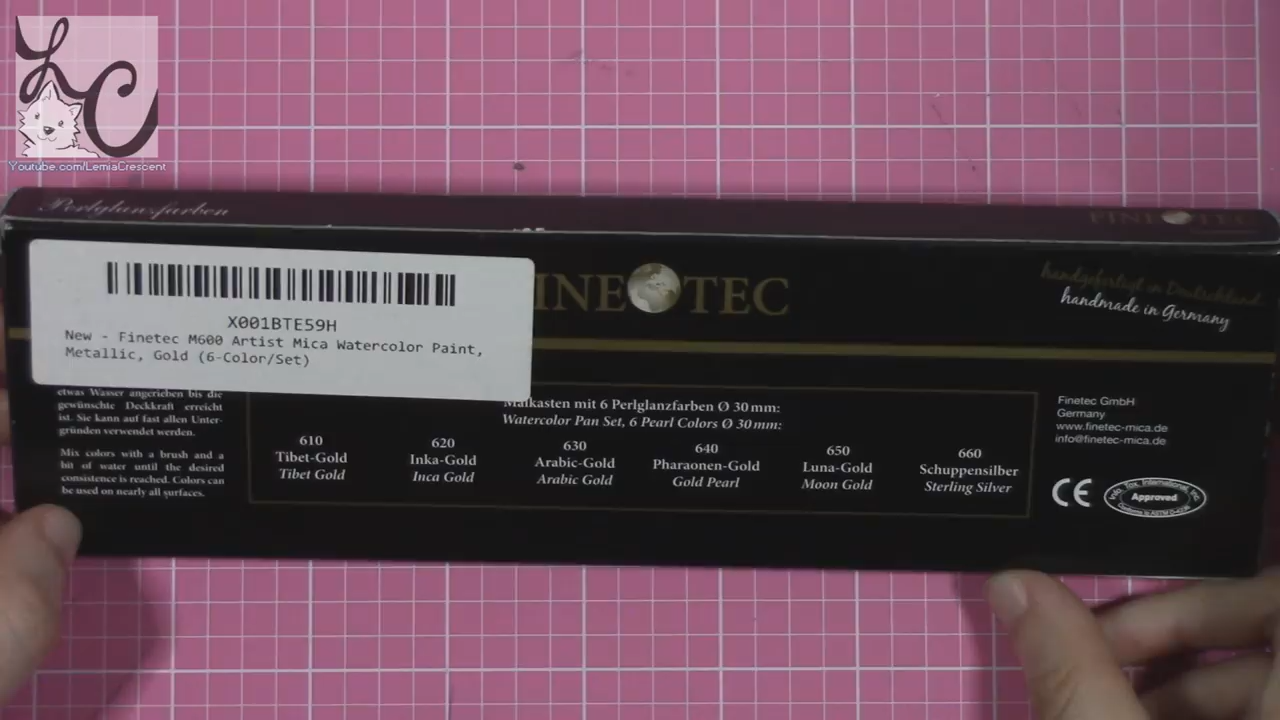 LC
Youtube.com/LemiaCrescent
Perlglanzfarben
FINETEC
X001BTE59H
New - Finetec M600 Artist Mica Watercolor Paint,
Metallic, Gold (6-Color/Set)
INE TEC
handgefertigt in Deutschland
handmade in Germany
etwas Wasser angerieben bis die
gewünschte Deckkraft erreicht
ist. Sie kann auf fast allen Unter-
gründen verwendet werden.
Mix colors with a brush and a
bit of water until the desired
consistence is reached. Colors can
be used on nearly all surfaces.
Malkasten mit 6 Perlglanzfarben Ø 30 mm:
Watercolor Pan Set, 6 Pearl Colors Ø 30 mm:
610
Tibet-Gold
Tibet Gold
620
Inka-Gold
Inca Gold
630
Arabic-Gold
Arabic Gold
640
Pharaonen-Gold
Gold Pearl
650
Luna-Gold
Moon Gold
660
Schuppensilber
Sterling Silver
Finetec GmbH
Germany
www.finetec-mica.de
info@finetec-mica.de
CE
Approved